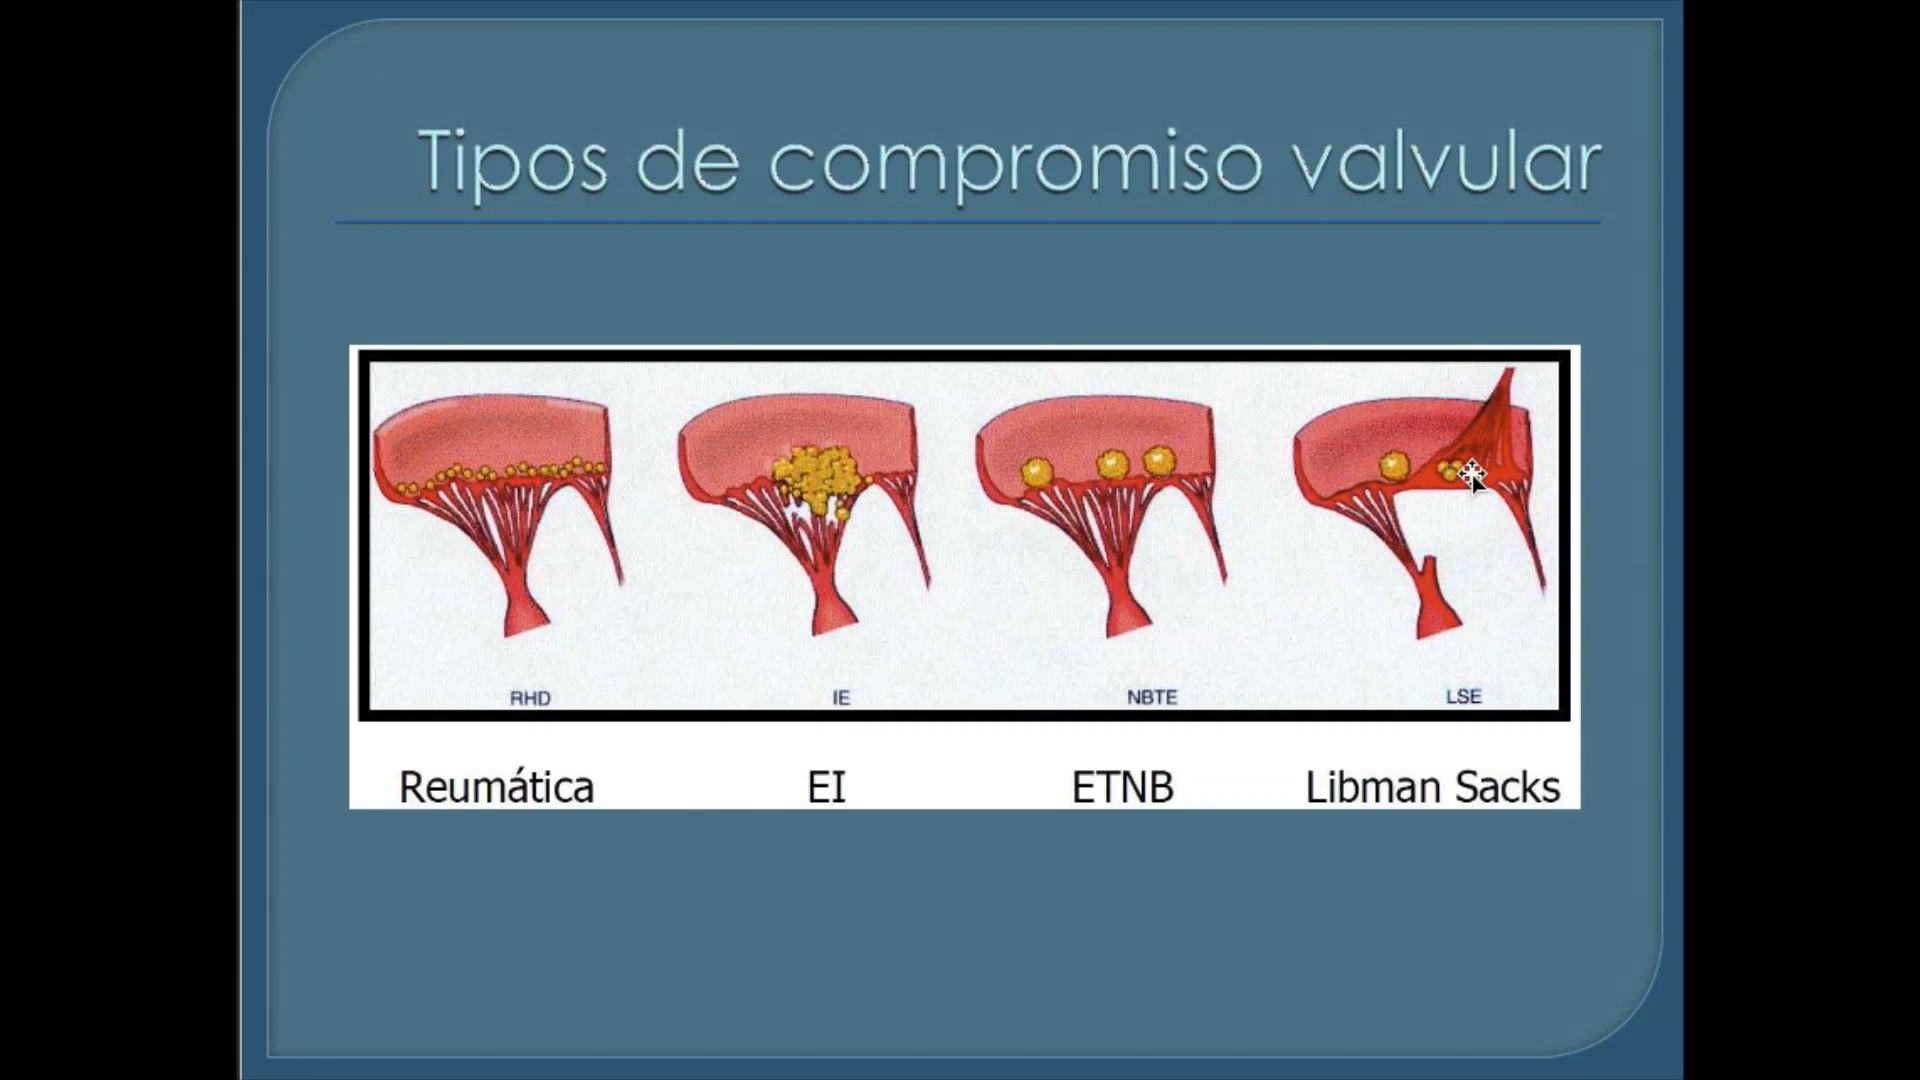 Tipos de compromiso valvular
RHD IE NBTE LSE
Reumática EI ETNB Libman Sacks